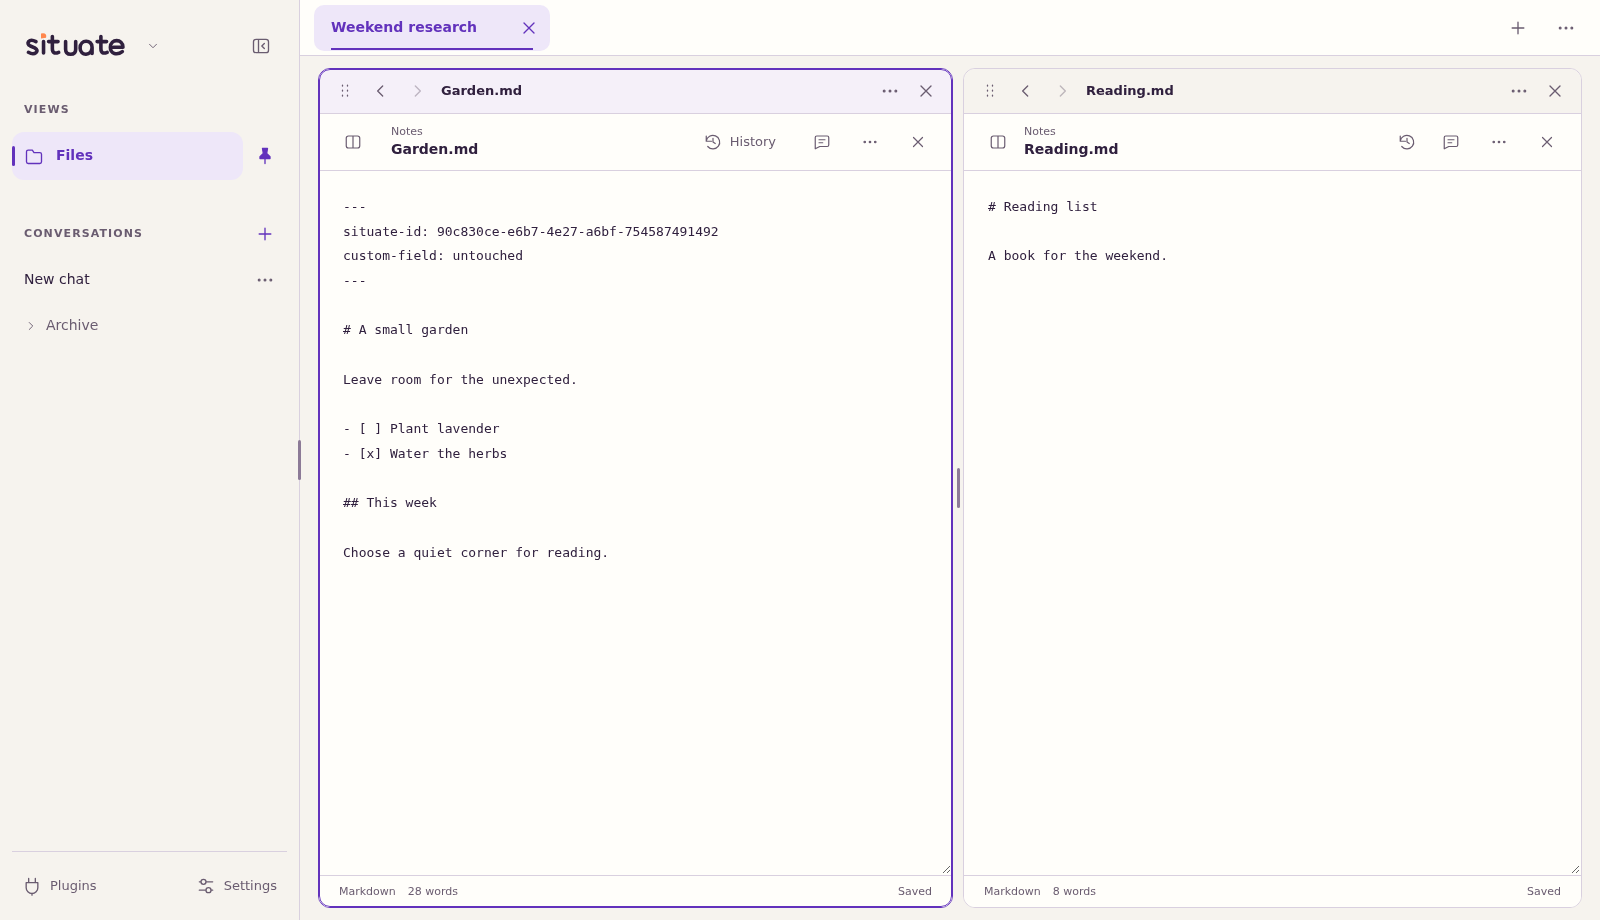 situate
VIEWS
Files
CONVERSATIONS
New chat
Archive
Plugins
Settings
Weekend research
Garden.md
Notes
Garden.md
History
---
situate-id: 90c830ce-e6b7-4e27-a6bf-754587491492
custom-field: untouched
---
# A small garden
Leave room for the unexpected.
- [ ] Plant lavender
- [x] Water the herbs
## This week
Choose a quiet corner for reading.
Markdown 28 words Saved
Reading.md
Notes
Reading.md
# Reading list
A book for the weekend.
Markdown 8 words Saved